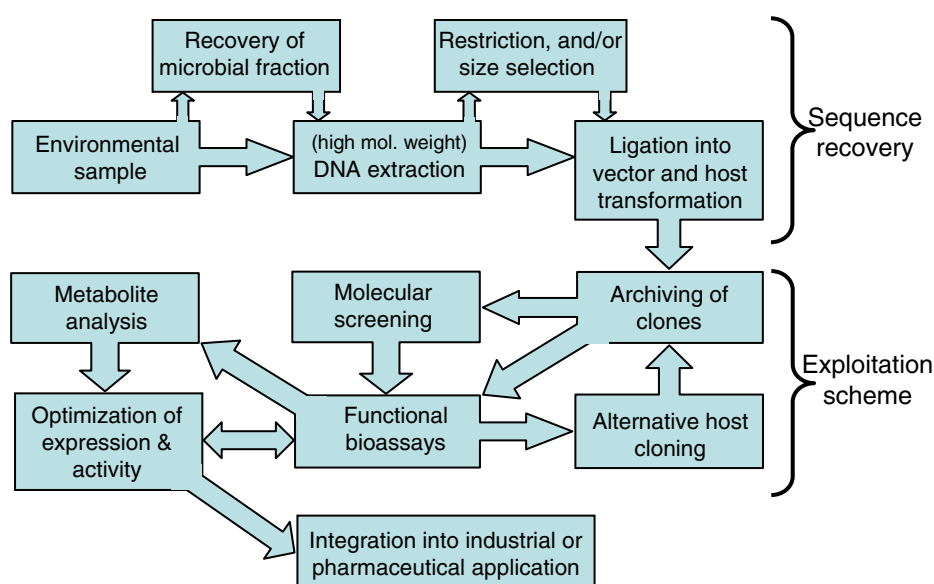 Recovery of
microbial fraction
Restriction, and/or
size selection
Environmental
sample
(high mol. weight)
DNA extraction
Ligation into
vector and host
transformation
Sequence
recovery
Metabolite
analysis
Molecular
screening
Archiving of
clones
Exploitation
scheme
Optimization of
expression &
activity
Functional
bioassays
Alternative host
cloning
Integration into industrial or
pharmaceutical application